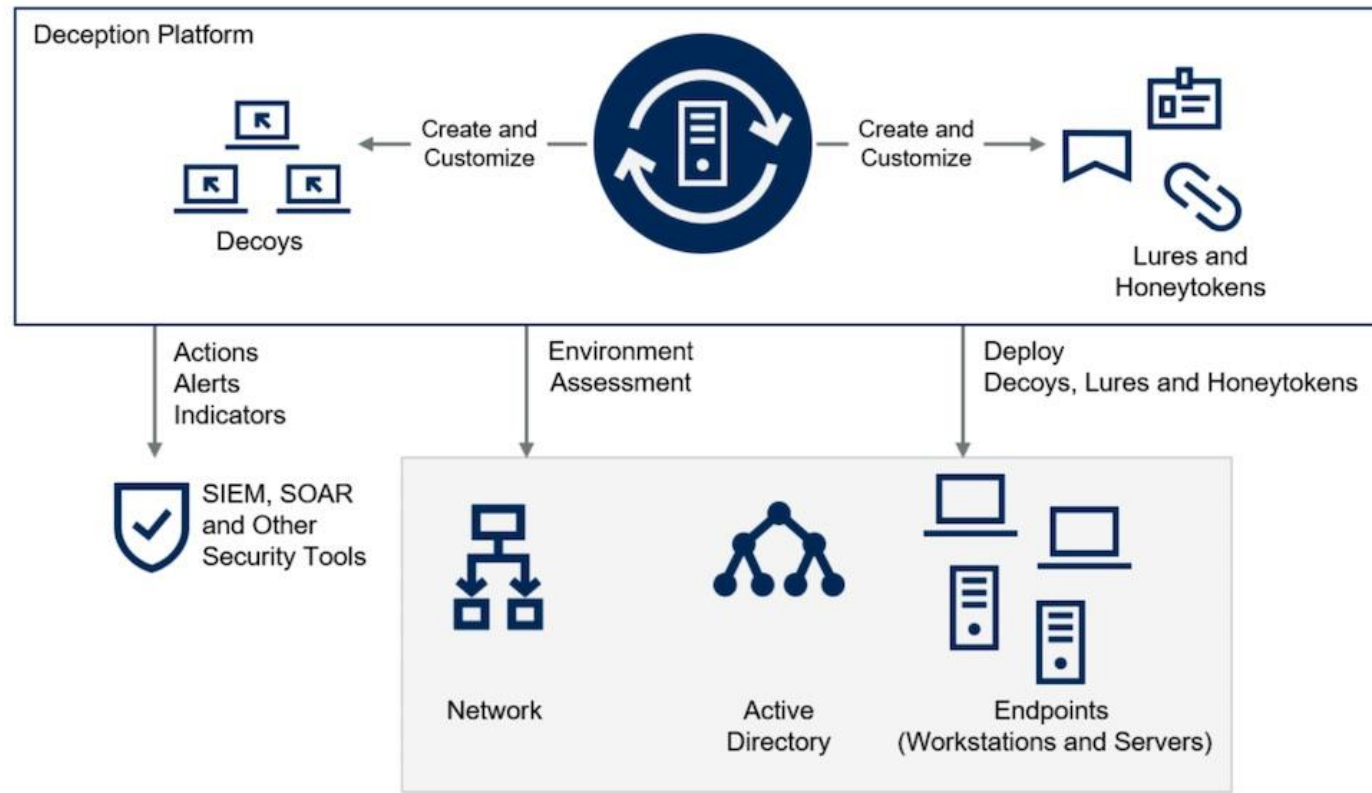 Deception Platform
Create and
Customize
Create and
Customize
Decoys
Lures and
Honeytokens
Actions
Alerts
Indicators
Environment
Assessment
Deploy
Decoys, Lures and Honeytokens
SIEM, SOAR
and Other
Security Tools
Network
Active
Directory
Endpoints
(Workstations and Servers)